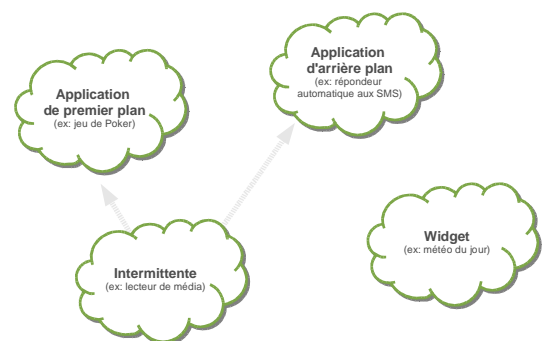 Application
de premier plan
(ex: jeu de Poker)
Application
d'arrière plan
(ex: répondeur
automatique aux SMS)
Intermittente
(ex: lecteur de média)
Widget
(ex: météo du jour)